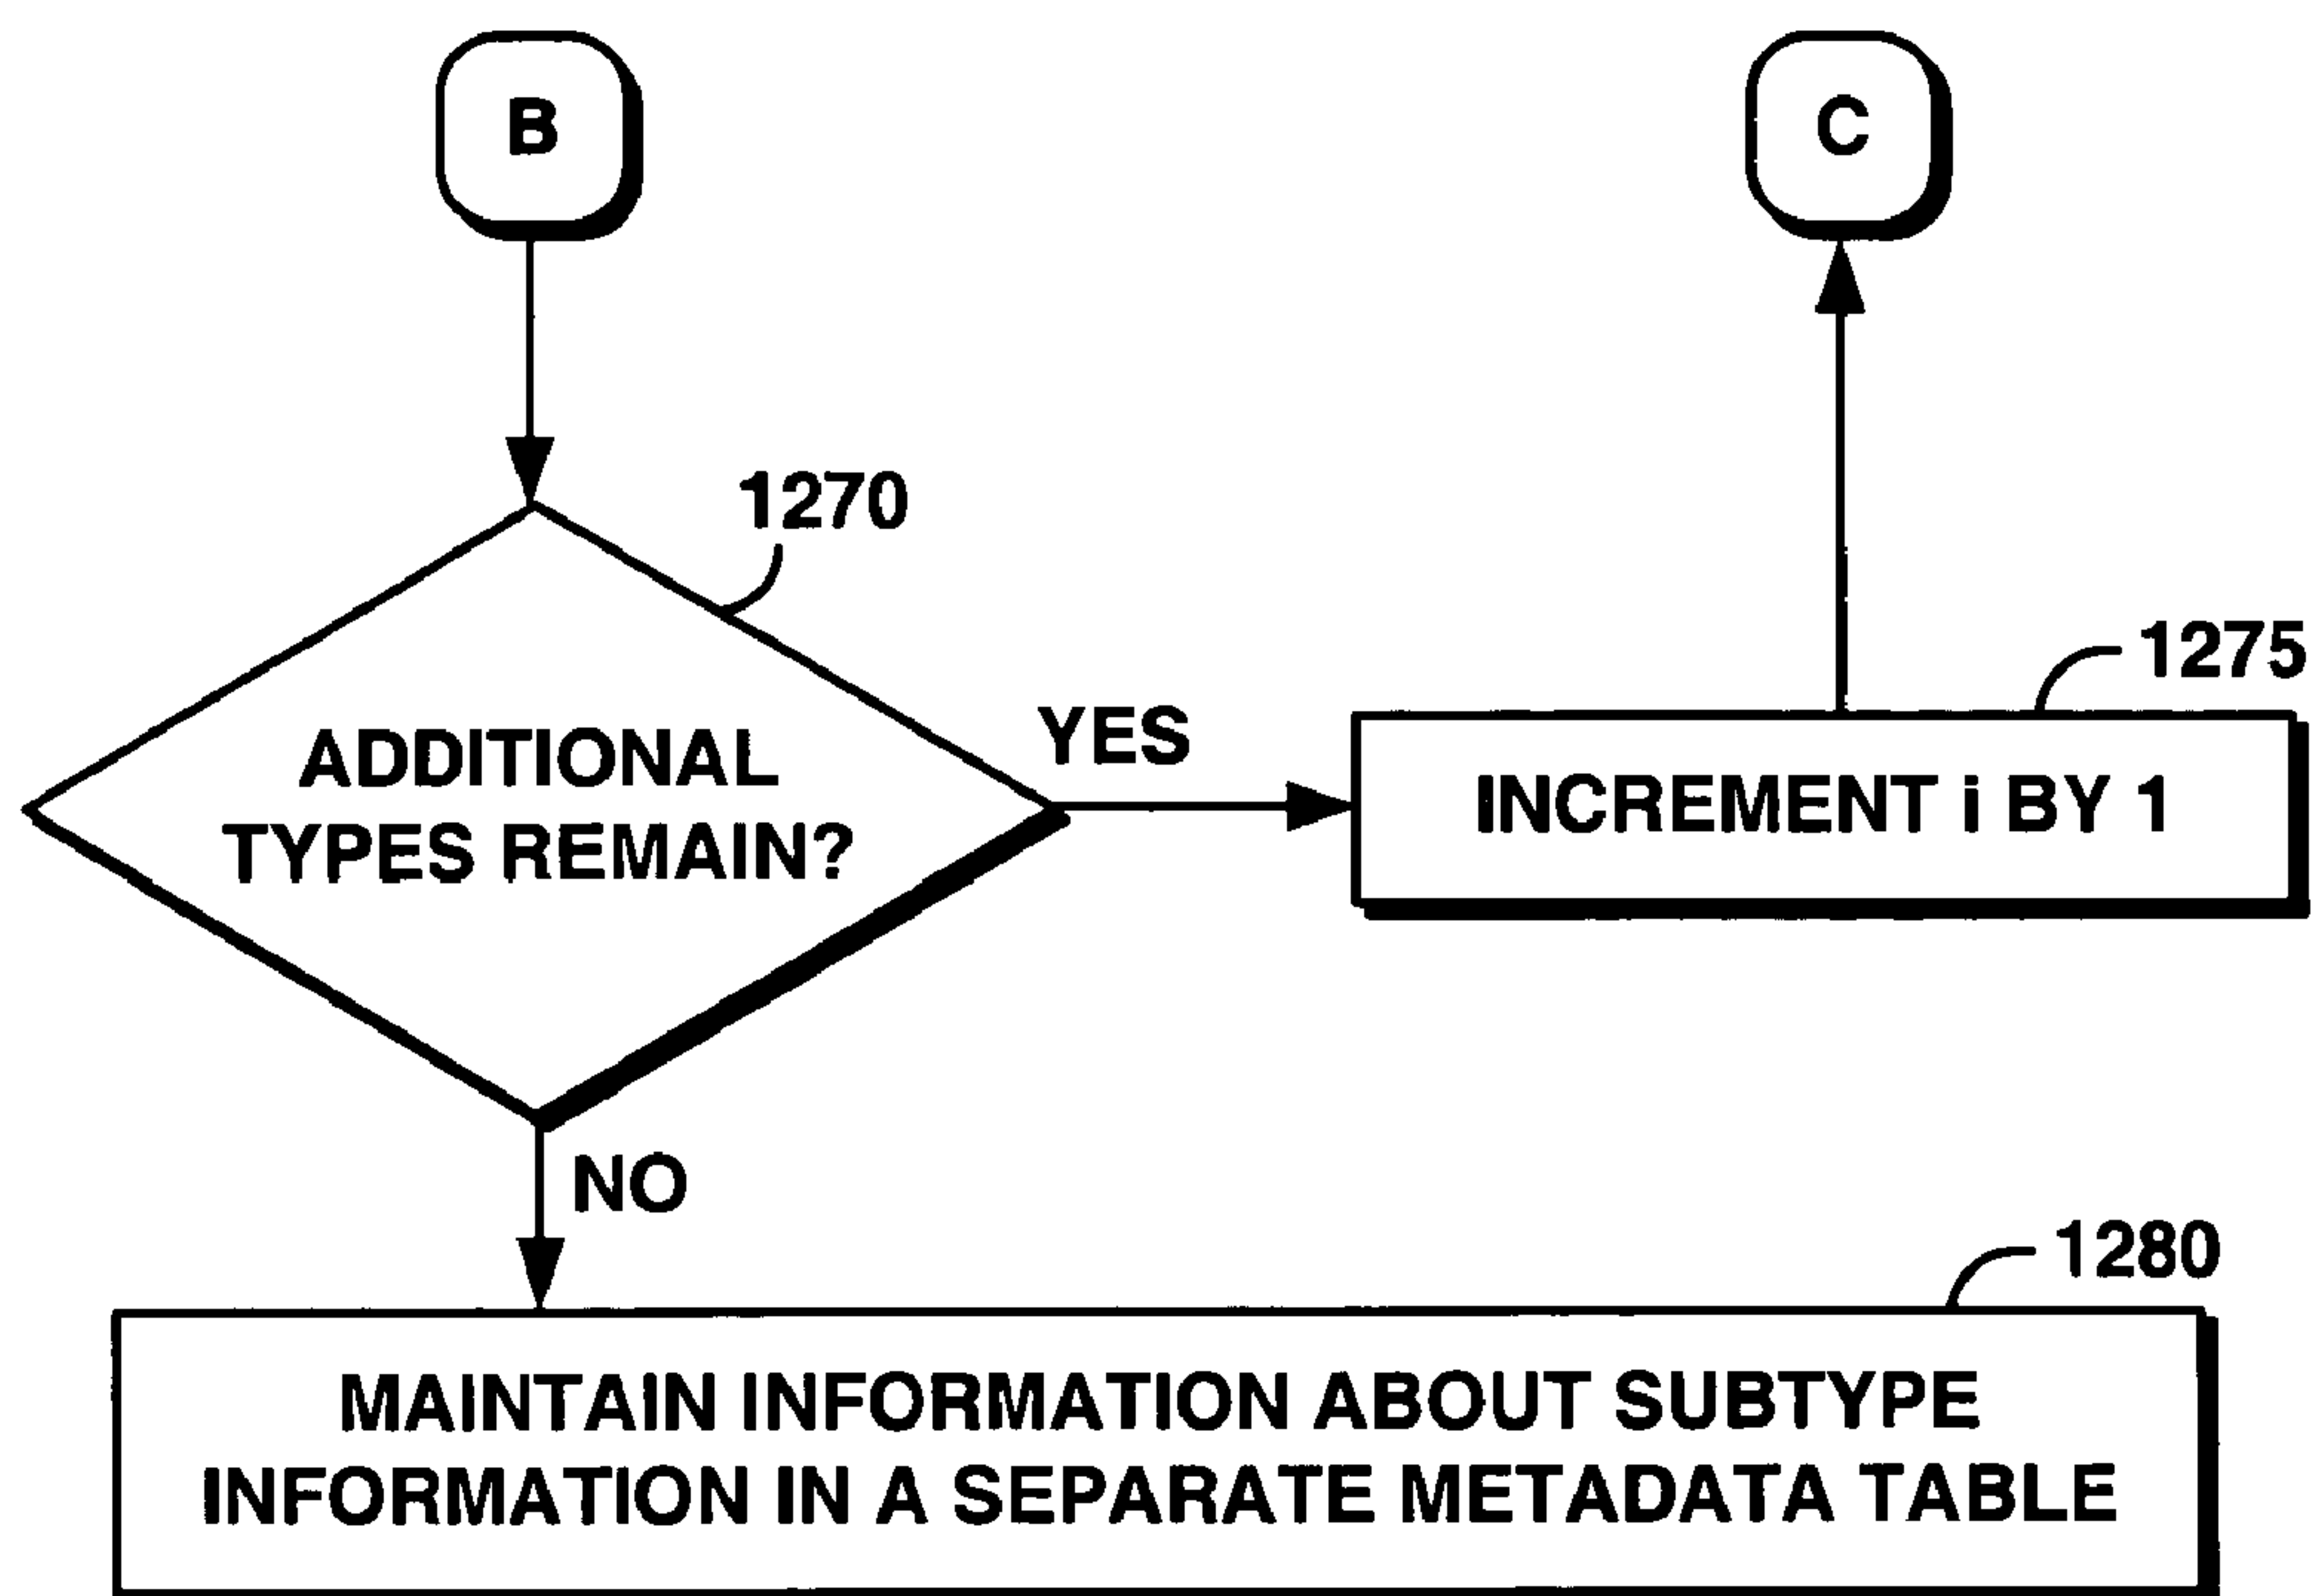 B
C
1270
ADDITIONAL
TYPES REMAIN?
YES
1275
INCREMENT i BY 1
NO
1280
MAINTAIN INFORMATION ABOUT SUBTYPE
INFORMATION IN A SEPARATE METADATA TABLE